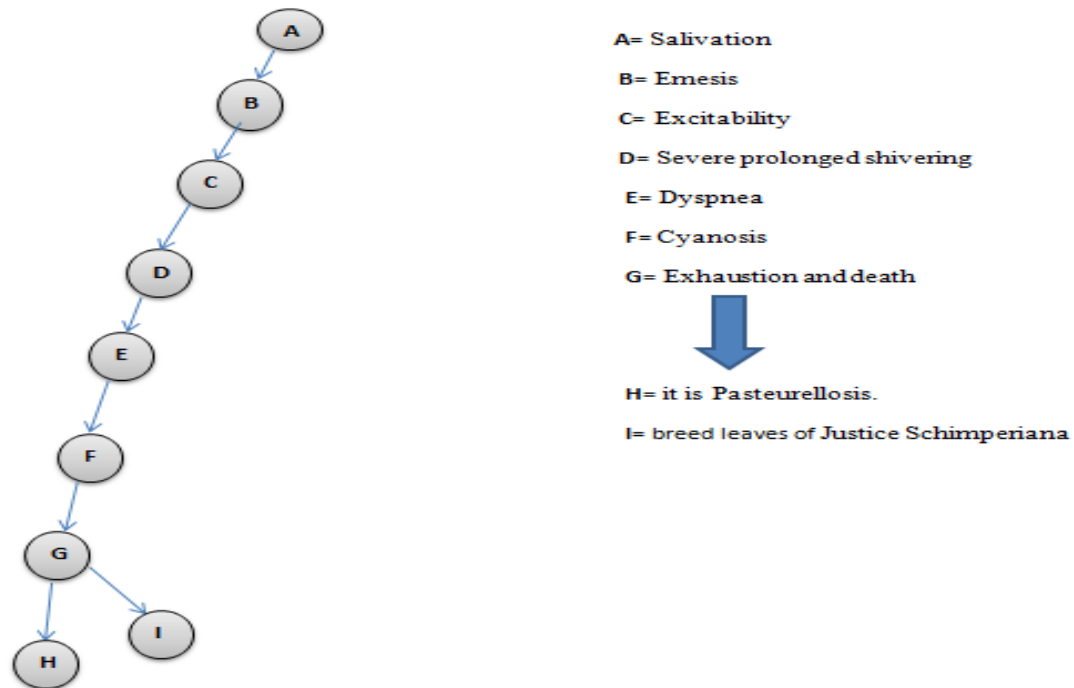 A
B
C
D
E
F
G
H
I
A= Salivation
B= Emesis
C= Excitability
D= Severe prolonged shivering
E= Dyspnea
F= Cyanosis
G= Exhaustion and death
H= it is Pasteurellosis.
I= breed leaves of Justice Schimperiana